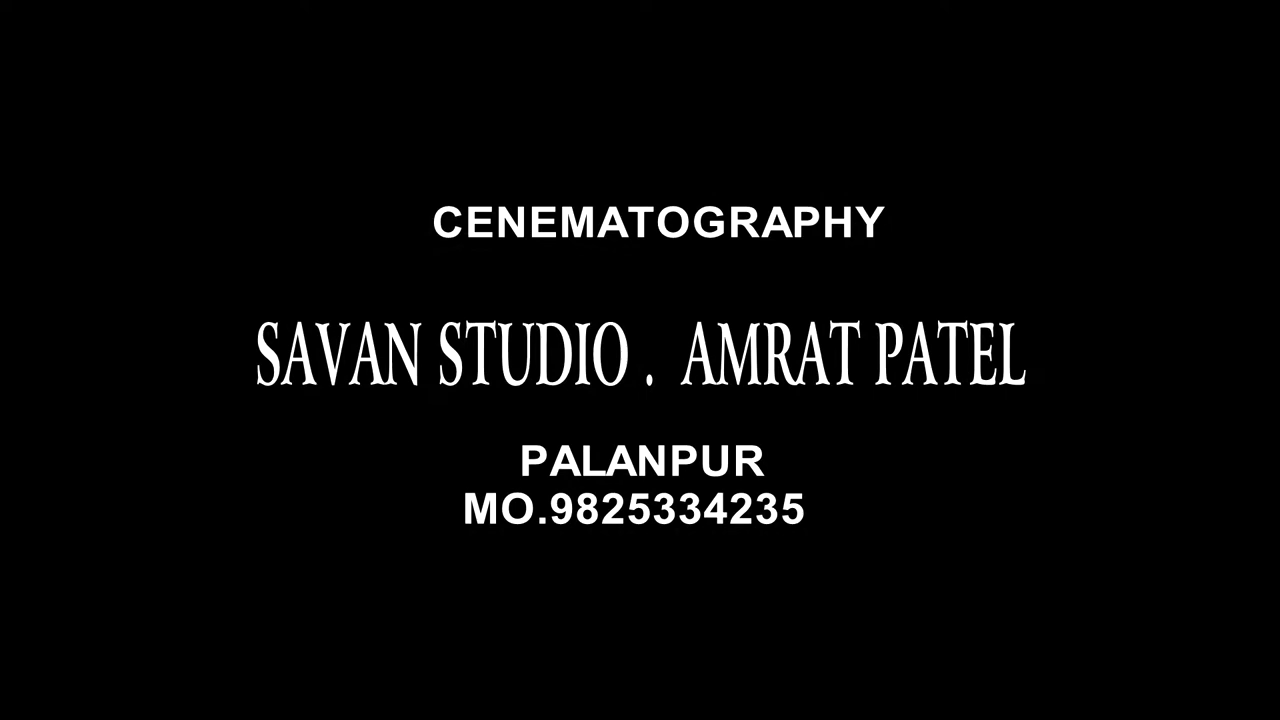 CENEMATOGRAPHY
SAVAN STUDIO . AMRAT PATEL
PALANPUR
MO.9825334235